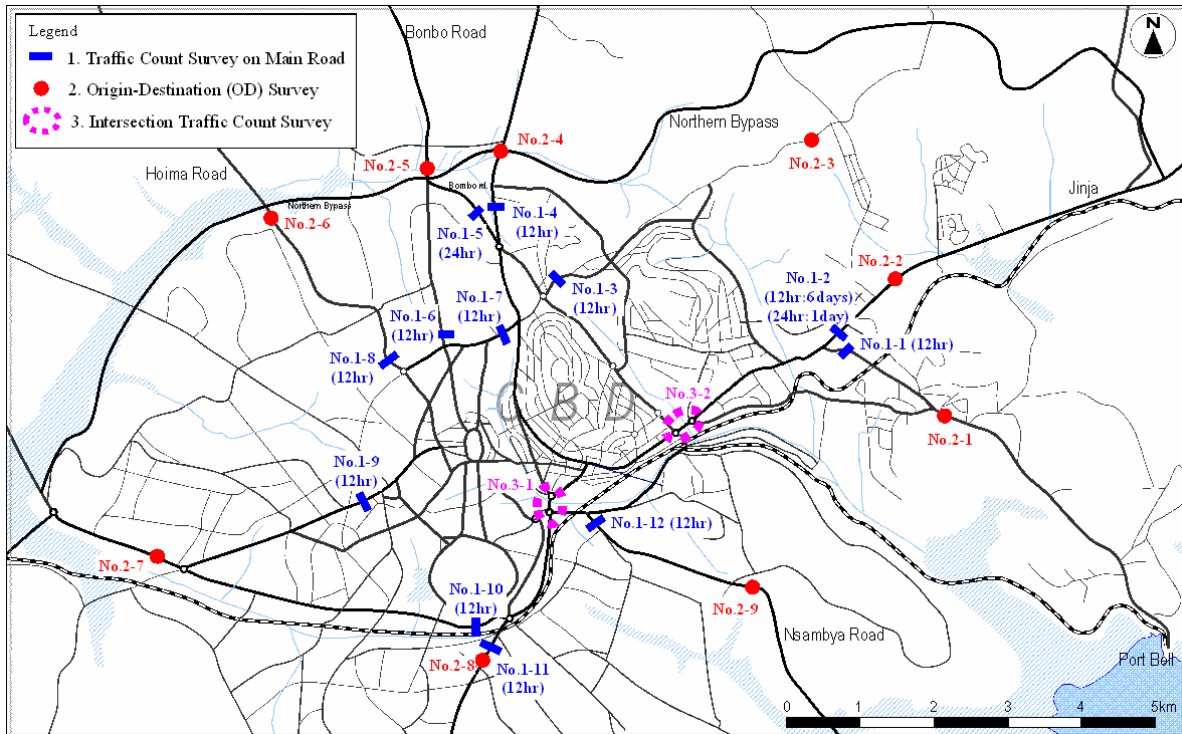 Legend
1. Traffic Count Survey on Main Road
2. Origin-Destination (OD) Survey
3. Intersection Traffic Count Survey
Bonbo Road
N
Northern Bypass
No.2-4
No.2-3
No.2-5
Hoima Road
Jinja
Bombo rd.
Northern Bypass
No.2-6
No.1-4
(12hr)
No.1-5
(24hr)
No.2-2
No.1-2
(12hr:6days)
(24hr:1day)
No.1-3
(12hr)
No.1-7
(12hr)
No.1-6
(12hr)
No.1-1 (12hr)
No.1-8
(12hr)
CBD
No.3-2
No.2-1
No.1-9
(12hr)
No.3-1
No.1-12 (12hr)
No.2-7
No.1-10
(12hr)
No.2-9
Nsambya Road
No.2-8
No.1-11
(12hr)
Port Bell
0 1 2 3 4 5km